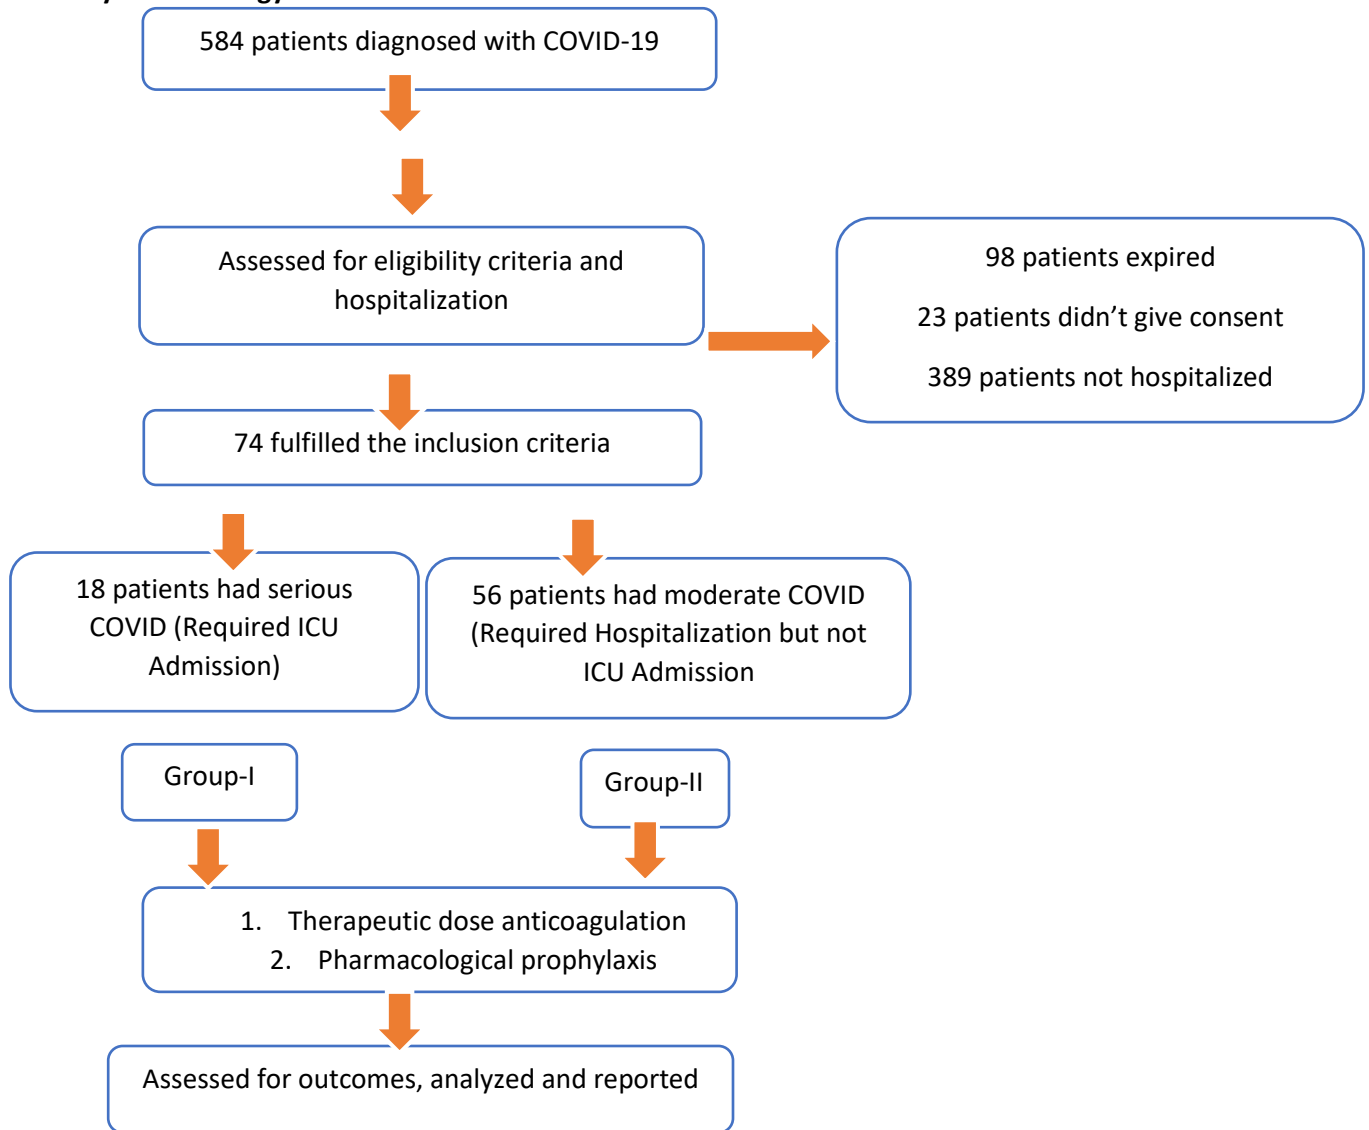 584 patients diagnosed with COVID-19
Assessed for eligibility criteria and
hospitalization
98 patients expired
23 patients didn’t give consent
389 patients not hospitalized
74 fulfilled the inclusion criteria
18 patients had serious
COVID (Required ICU
Admission)
56 patients had moderate COVID
(Required Hospitalization but not
ICU Admission
Group-I
Group-II
1. Therapeutic dose anticoagulation
2. Pharmacological prophylaxis
Assessed for outcomes, analyzed and reported